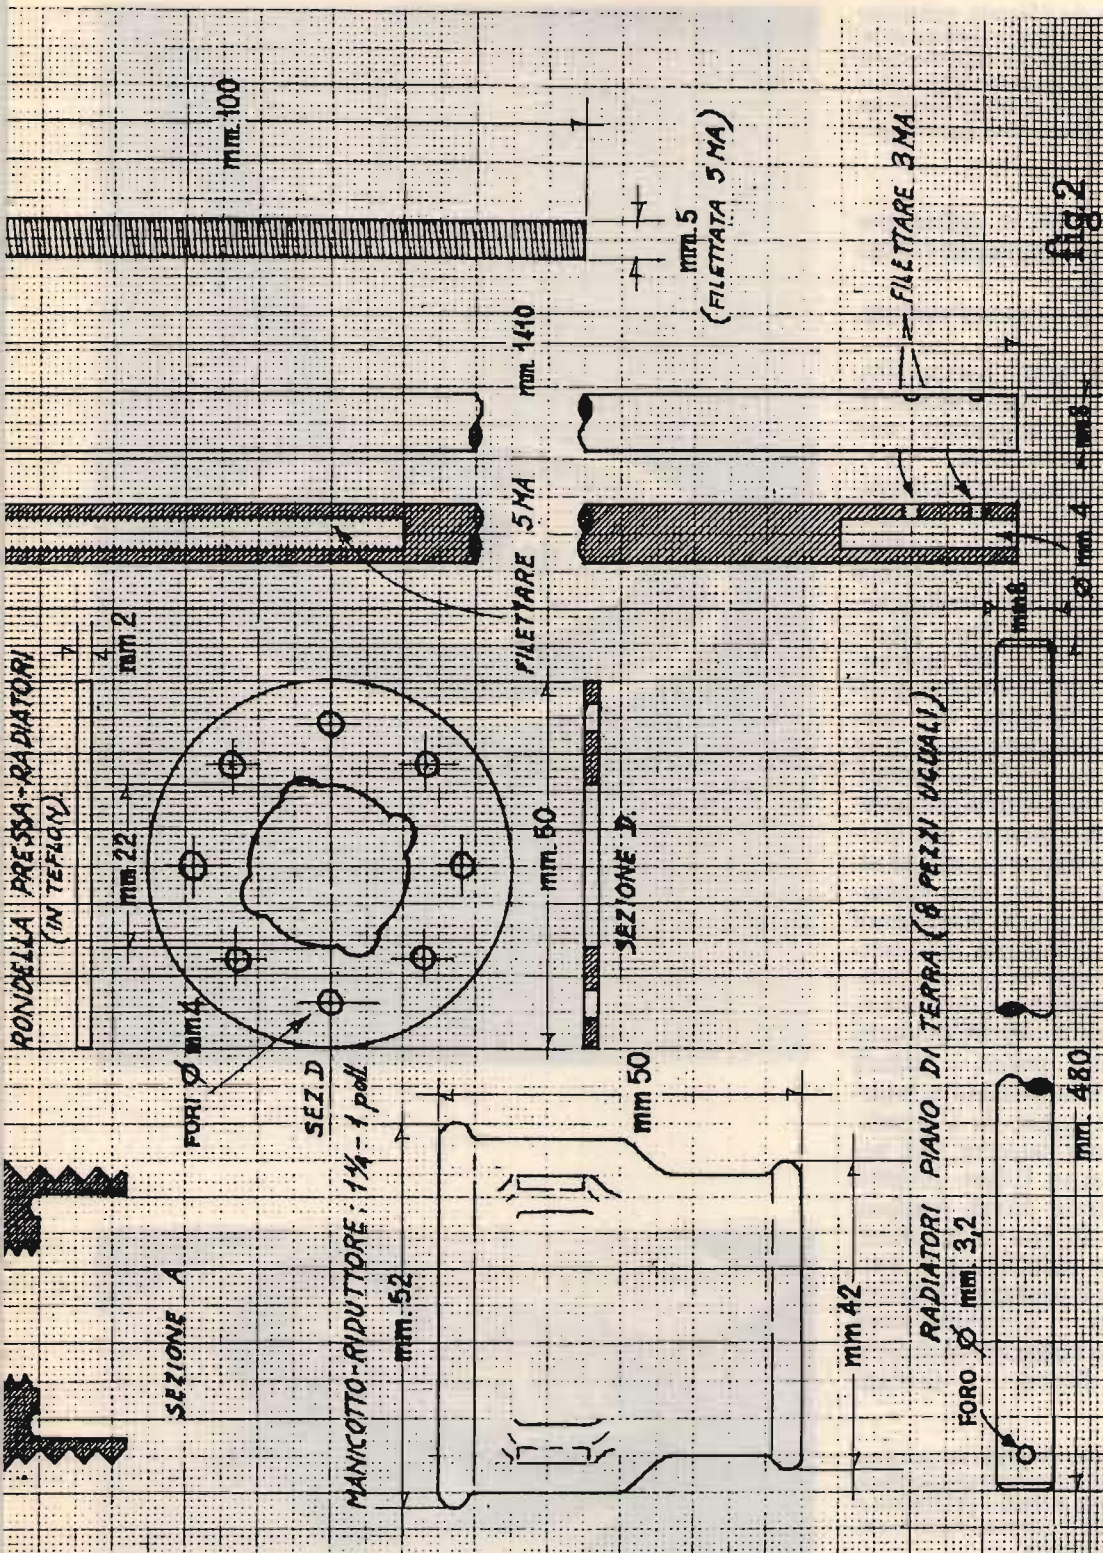 SEZIONE A
MANICOTTO-RIDUTTORE: 1¼-1 poll.
mm. 52
mm 50
mm 42
RONDELLA PRESSA-RADIATORI
(IN TEFLON)
mm 2
mm 22
FORI Ø mm 4
SEZ. D
mm. 50
SEZIONE D.
mm. 100
mm. 5
(FILETTATA 5 MA)
mm. 1410
FILETTARE 5 MA
FILETTARE 3 MA
Ø mm 4
mm 8
RADIATORI PIANO DI TERRA (8 PEZZI UGUALI)
FORO Ø mm. 3,2
mm 8
mm. 480
fig 2